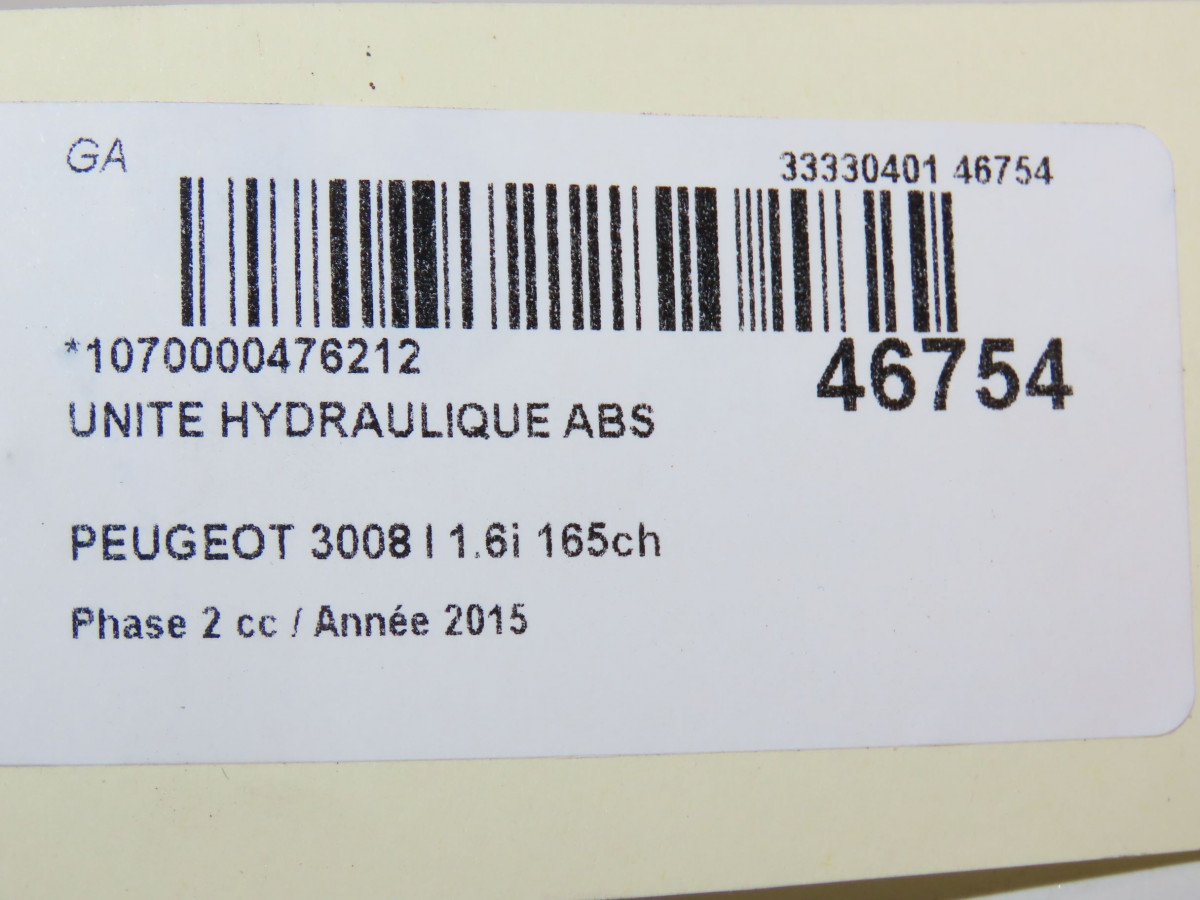 GA
33330401 46754
*1070000476212
46754
UNITE HYDRAULIQUE ABS
PEUGEOT 3008 I 1.6i 165ch
Phase 2 cc / Année 2015